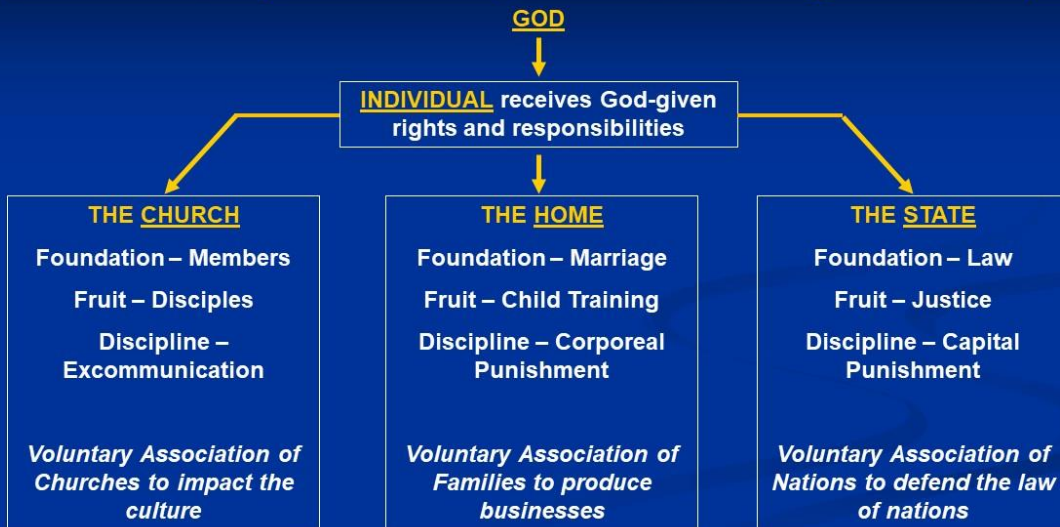 GOD
INDIVIDUAL receives God-given
rights and responsibilities
THE CHURCH
Foundation – Members
Fruit – Disciples
Discipline –
Excommunication
Voluntary Association of
Churches to impact the
culture
THE HOME
Foundation – Marriage
Fruit – Child Training
Discipline – Corporeal
Punishment
Voluntary Association of
Families to produce
businesses
THE STATE
Foundation – Law
Fruit – Justice
Discipline – Capital
Punishment
Voluntary Association of
Nations to defend the law
of nations